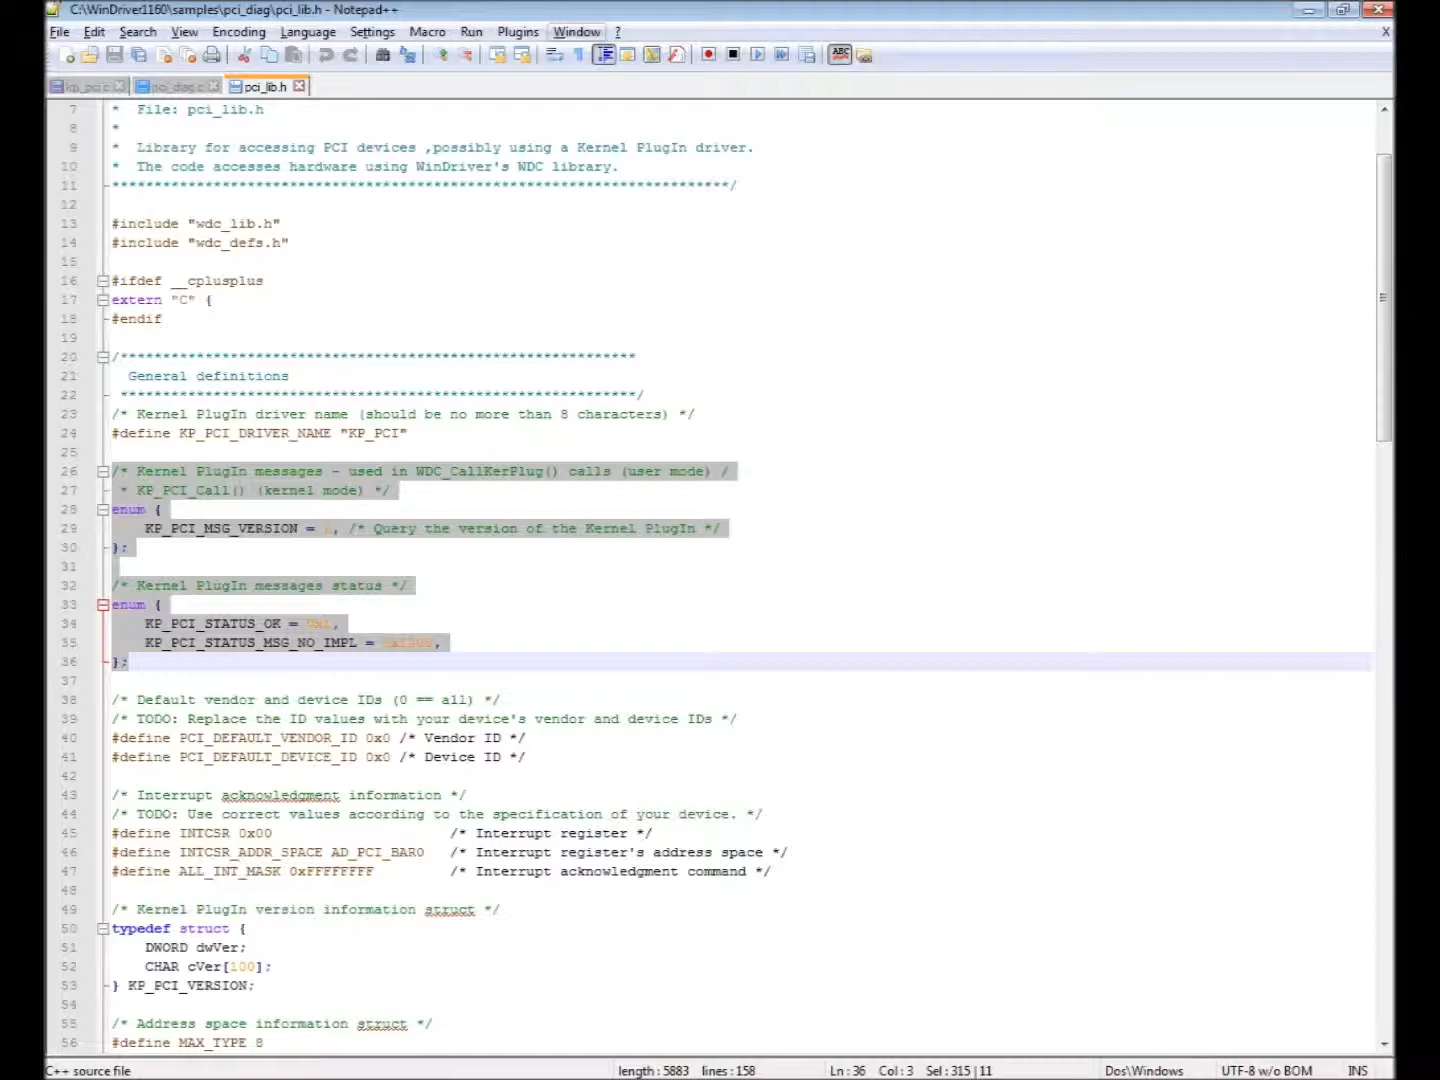 C:\WinDriver1160\samples\pci_diag\pci_lib.h - Notepad++
File Edit Search View Encoding Language Settings Macro Run Plugins Window ? X
kp_pci.c pci_diag.c pci_lib.h
7 * File: pci_lib.h
8 *
9 * Library for accessing PCI devices ,possibly using a Kernel PlugIn driver.
10 * The code accesses hardware using WinDriver's WDC library.
11 *************************************************************************/
12
13 #include "wdc_lib.h"
14 #include "wdc_defs.h"
15
16 #ifdef __cplusplus
17 extern "C" {
18 #endif
19
20 /*************************************************************
21 General definitions
22 *************************************************************/
23 /* Kernel PlugIn driver name (should be no more than 8 characters) */
24 #define KP_PCI_DRIVER_NAME "KP_PCI"
25
26 /* Kernel PlugIn messages - used in WDC_CallKerPlug() calls (user mode) /
27 * KP_PCI_Call() (kernel mode) */
28 enum {
29 KP_PCI_MSG_VERSION = , /* Query the version of the Kernel PlugIn */
30 };
31
32 /* Kernel PlugIn messages status */
33 enum {
34 KP_PCI_STATUS_OK = ,
35 KP_PCI_STATUS_MSG_NO_IMPL = ,
36 };
37
38 /* Default vendor and device IDs (0 == all) */
39 /* TODO: Replace the ID values with your device's vendor and device IDs */
40 #define PCI_DEFAULT_VENDOR_ID 0x0 /* Vendor ID */
41 #define PCI_DEFAULT_DEVICE_ID 0x0 /* Device ID */
42
43 /* Interrupt acknowledgment information */
44 /* TODO: Use correct values according to the specification of your device. */
45 #define INTCSR 0x00 /* Interrupt register */
46 #define INTCSR_ADDR_SPACE AD_PCI_BAR0 /* Interrupt register's address space */
47 #define ALL_INT_MASK 0xFFFFFFFF /* Interrupt acknowledgment command */
48
49 /* Kernel PlugIn version information struct */
50 typedef struct {
51 DWORD dwVer;
52 CHAR cVer[100];
53 } KP_PCI_VERSION;
54
55 /* Address space information struct */
56 #define MAX_TYPE 8
C++ source file length : 5883 lines : 158 Ln : 36 Col : 3 Sel : 315 | 11 Dos\Windows UTF-8 w/o BOM INS